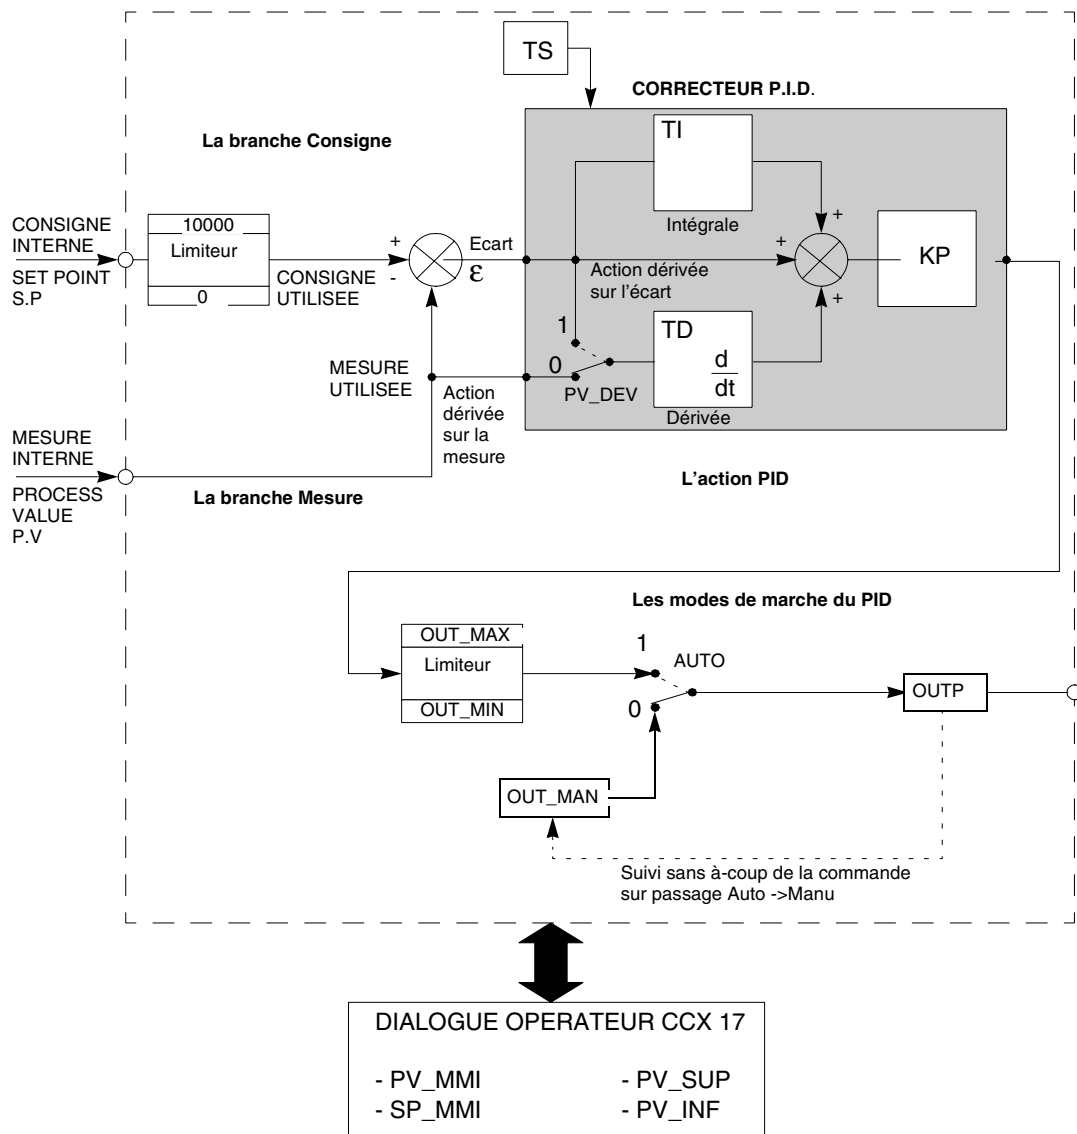 TS
CORRECTEUR P.I.D.
La branche Consigne
TI
Intégrale
CONSIGNE
INTERNE
SET POINT
S.P
10000
Limiteur
0
CONSIGNE
UTILISEE
+
-
Ecart
ε
+
+
+
Action dérivée
sur l'écart
KP
1
0
PV_DEV
TD
d
dt
Dérivée
MESURE
UTILISEE
Action
dérivée
sur la
mesure
MESURE
INTERNE
PROCESS
VALUE
P.V
La branche Mesure
L'action PID
Les modes de marche du PID
OUT_MAX
Limiteur
OUT_MIN
1
AUTO
0
OUTP
OUT_MAN
Suivi sans à-coup de la commande
sur passage Auto ->Manu
DIALOGUE OPERATEUR CCX 17
- PV_MMI - PV_SUP
- SP_MMI - PV_INF